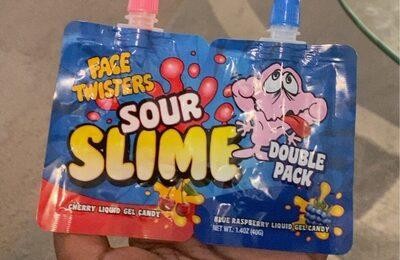 FACE
TWISTERS
SOUR
SLIME
DOUBLE
PACK
CHERRY LIQUID GEL CANDY
BLUE RASPBERRY LIQUID GEL CANDY
NET WT. 1.4OZ (40G)